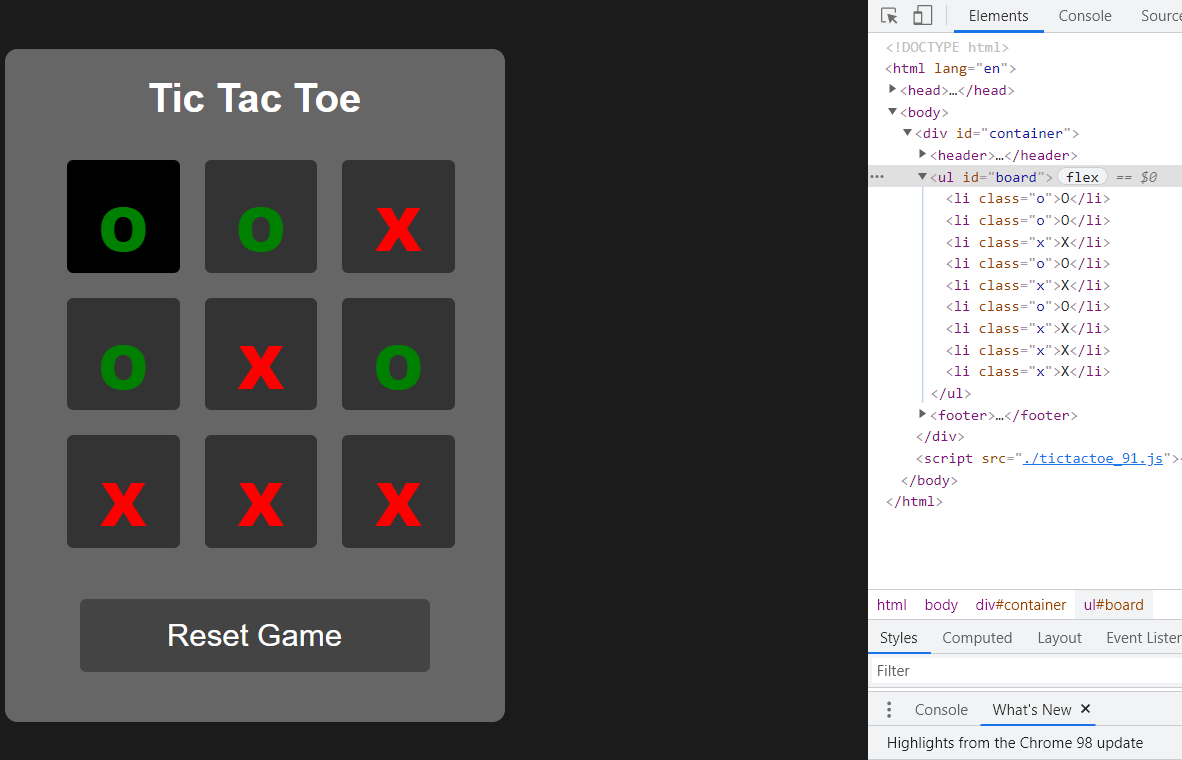 Tic Tac Toe
O O X
O X O
X X X
Reset Game
Elements Console Source
<!DOCTYPE html>
<html lang="en">
▶<head>…</head>
▼<body>
▼<div id="container">
▶<header>…</header>
••• ▼<ul id="board"> flex == $0
<li class="o">O</li>
<li class="o">O</li>
<li class="x">X</li>
<li class="o">O</li>
<li class="x">X</li>
<li class="o">O</li>
<li class="x">X</li>
<li class="x">X</li>
<li class="x">X</li>
</ul>
▶<footer>…</footer>
</div>
<script src="./tictactoe_91.js"><
</body>
</html>
html body div#container ul#board
Styles Computed Layout Event Listen
Filter
Console What's New ✕
Highlights from the Chrome 98 update